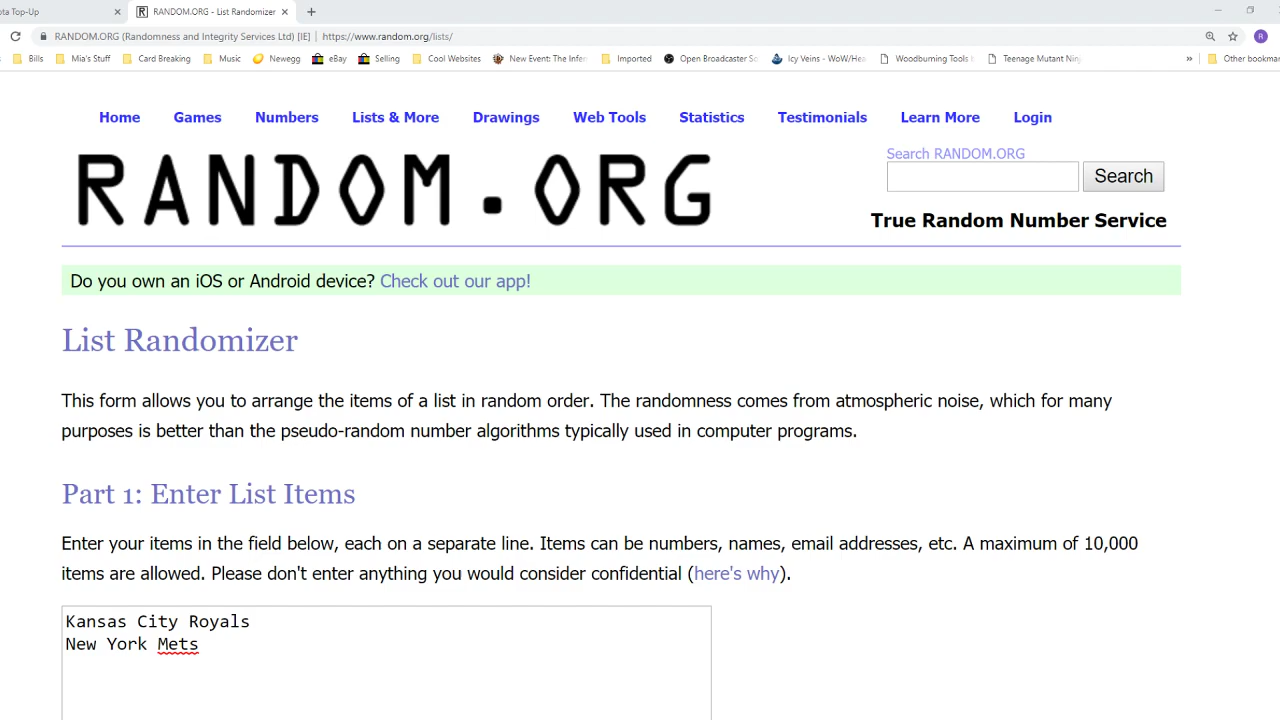 ota Top-Up
RANDOM.ORG - List Randomizer
RANDOM.ORG (Randomness and Integrity Services Ltd) [IE] | https://www.random.org/lists/
Bills Mia's Stuff Card Breaking Music Newegg eBay Selling Cool Websites New Event: The Infer Imported Open Broadcaster So Icy Veins - WoW/Hea Woodburning Tools Teenage Mutant Ninj » Other bookmar
Home Games Numbers Lists & More Drawings Web Tools Statistics Testimonials Learn More Login
RANDOM.ORG
Search RANDOM.ORG
Search
True Random Number Service
Do you own an iOS or Android device? Check out our app!
List Randomizer
This form allows you to arrange the items of a list in random order. The randomness comes from atmospheric noise, which for many
purposes is better than the pseudo-random number algorithms typically used in computer programs.
Part 1: Enter List Items
Enter your items in the field below, each on a separate line. Items can be numbers, names, email addresses, etc. A maximum of 10,000
items are allowed. Please don't enter anything you would consider confidential (here's why).
Kansas City Royals
New York Mets